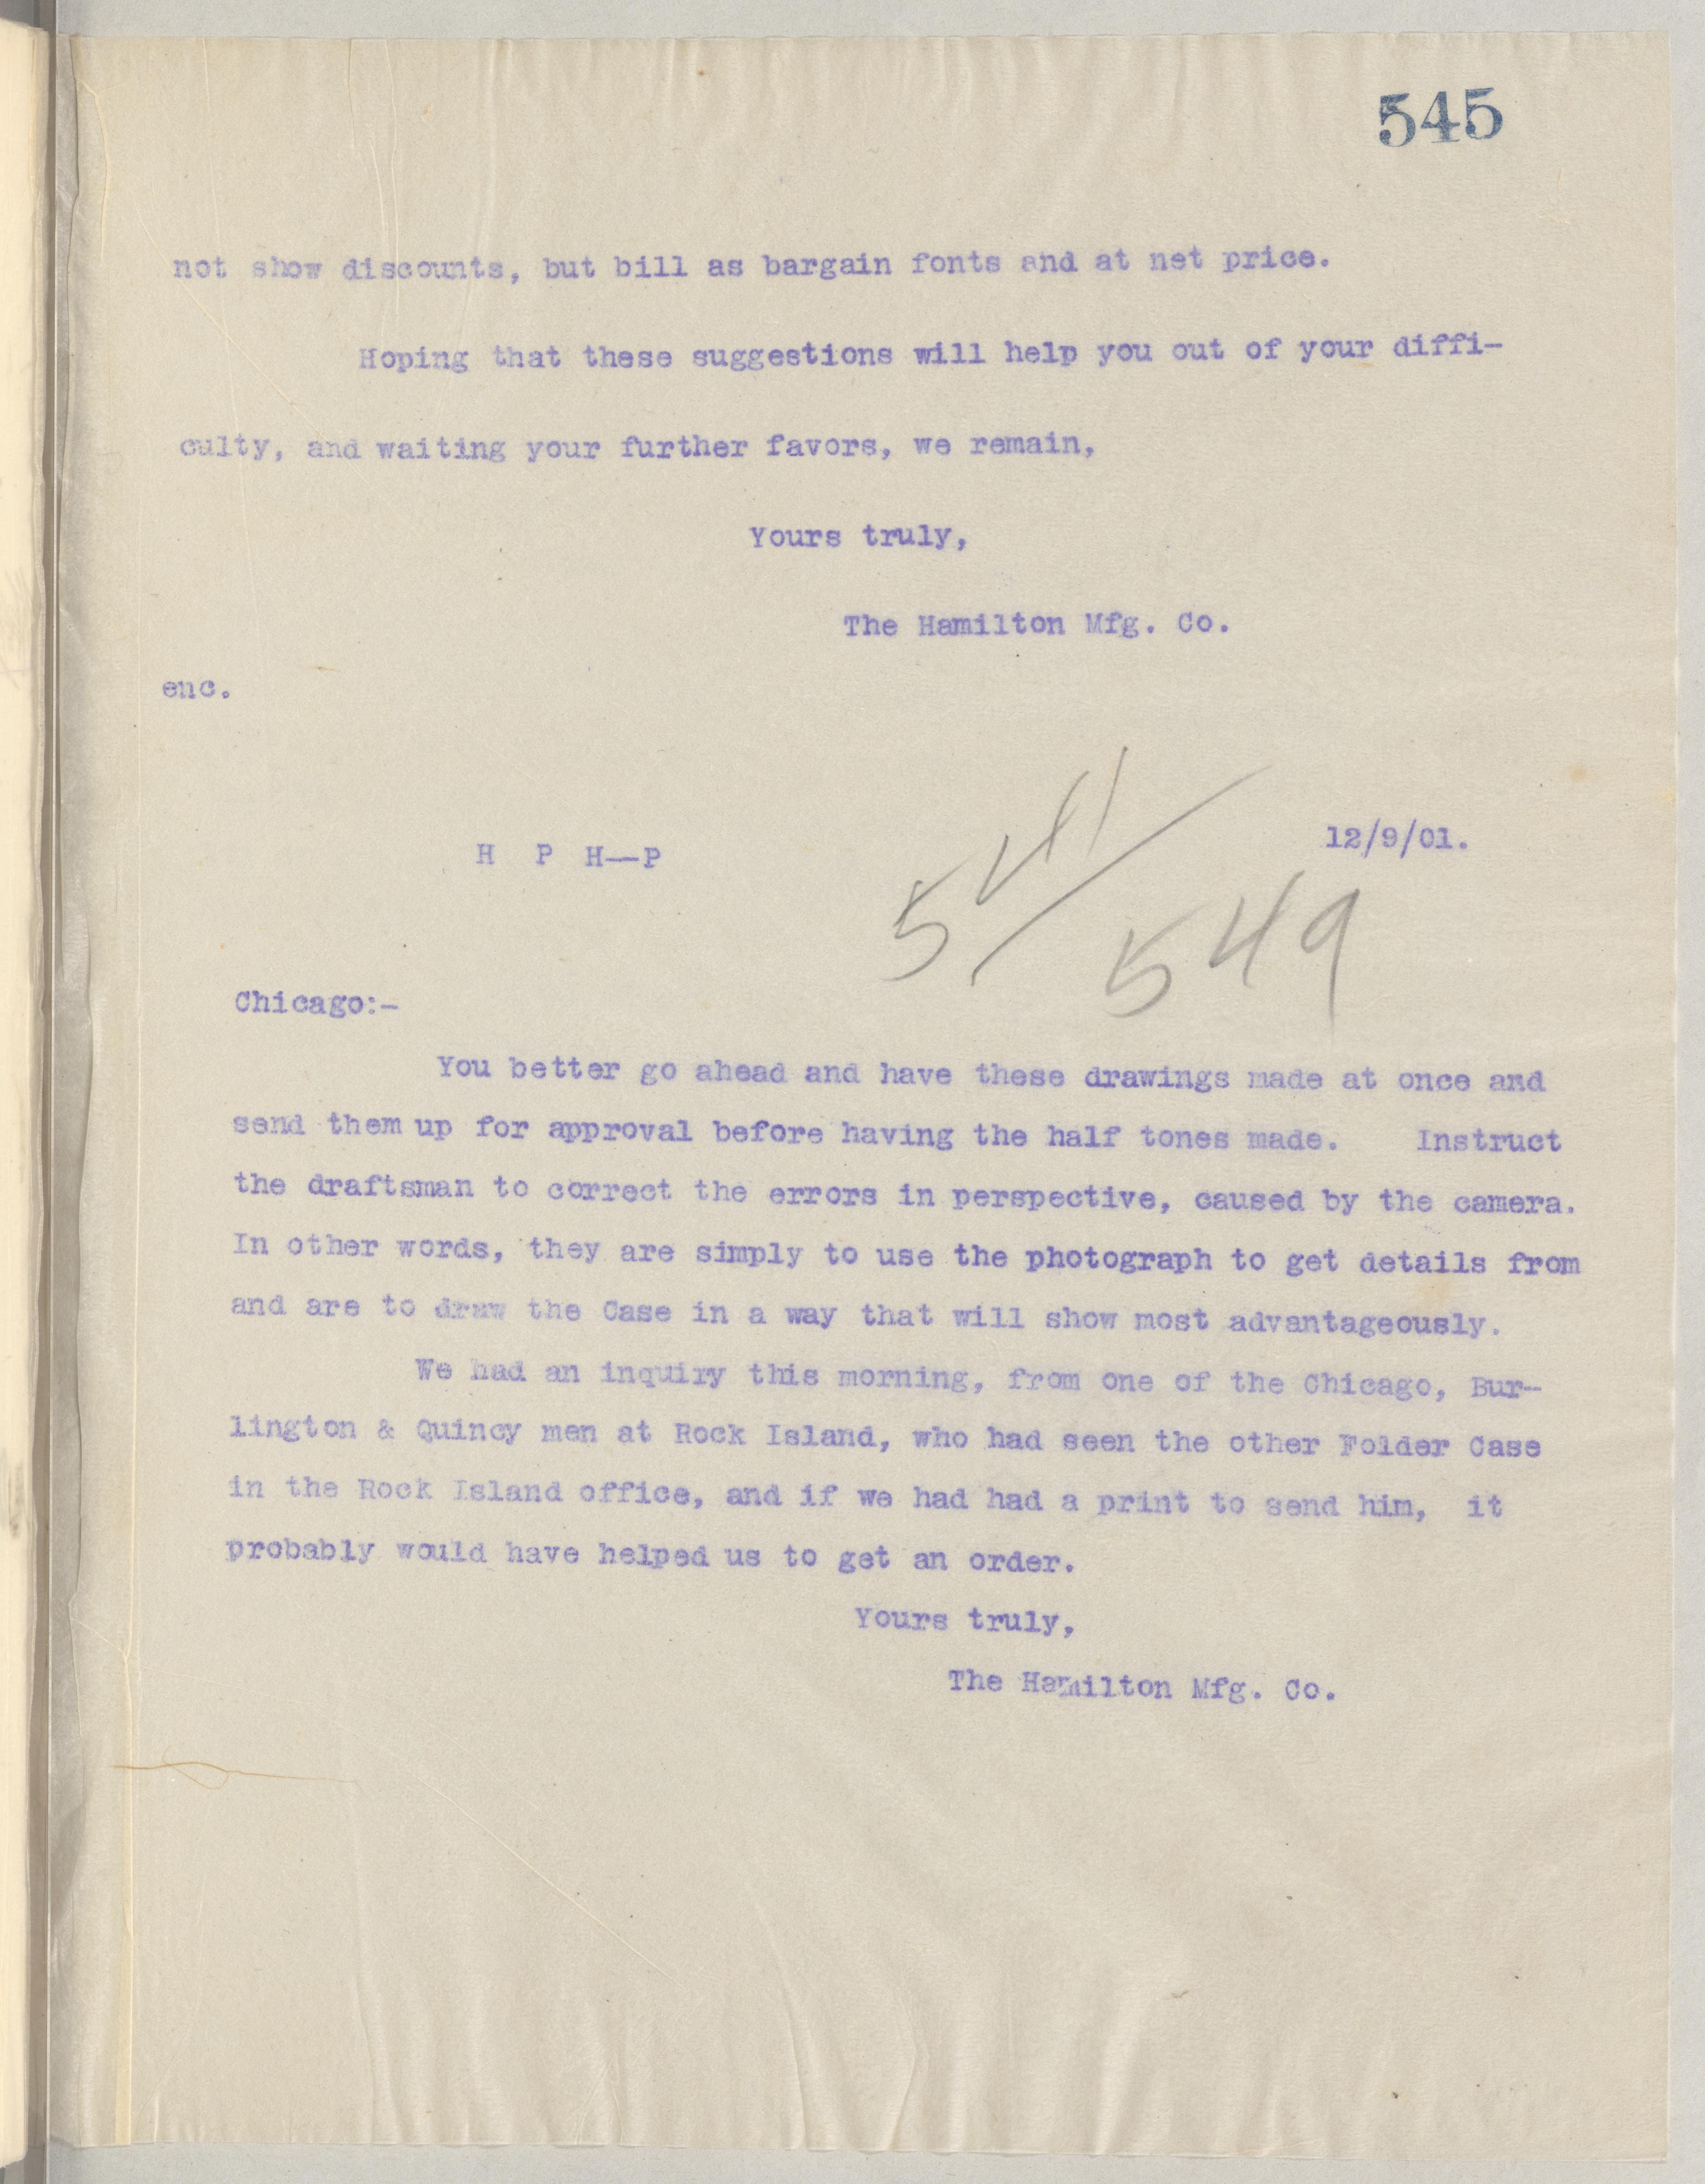 545
not show discounts, but bill as bargain fonts and at net price.
Hoping that these suggestions will help you out of your diffi-
culty, and waiting your further favors, we remain,
Yours truly,
The Hamilton Mfg. Co.
enc.
H P H--P
12/9/01.
541/549
Chicago:-
You better go ahead and have these drawings made at once and
send them up for approval before having the half tones made. Instruct
the draftsman to correct the errors in perspective, caused by the camera.
In other words, they are simply to use the photograph to get details from
and are to draw the Case in a way that will show most advantageously.
We had an inquiry this morning, from one of the Chicago, Bur-
lington & Quincy men at Rock Island, who had seen the other Folder Case
in the Rock Island office, and if we had had a print to send him, it
probably would have helped us to get an order.
Yours truly,
The Hamilton Mfg. Co.